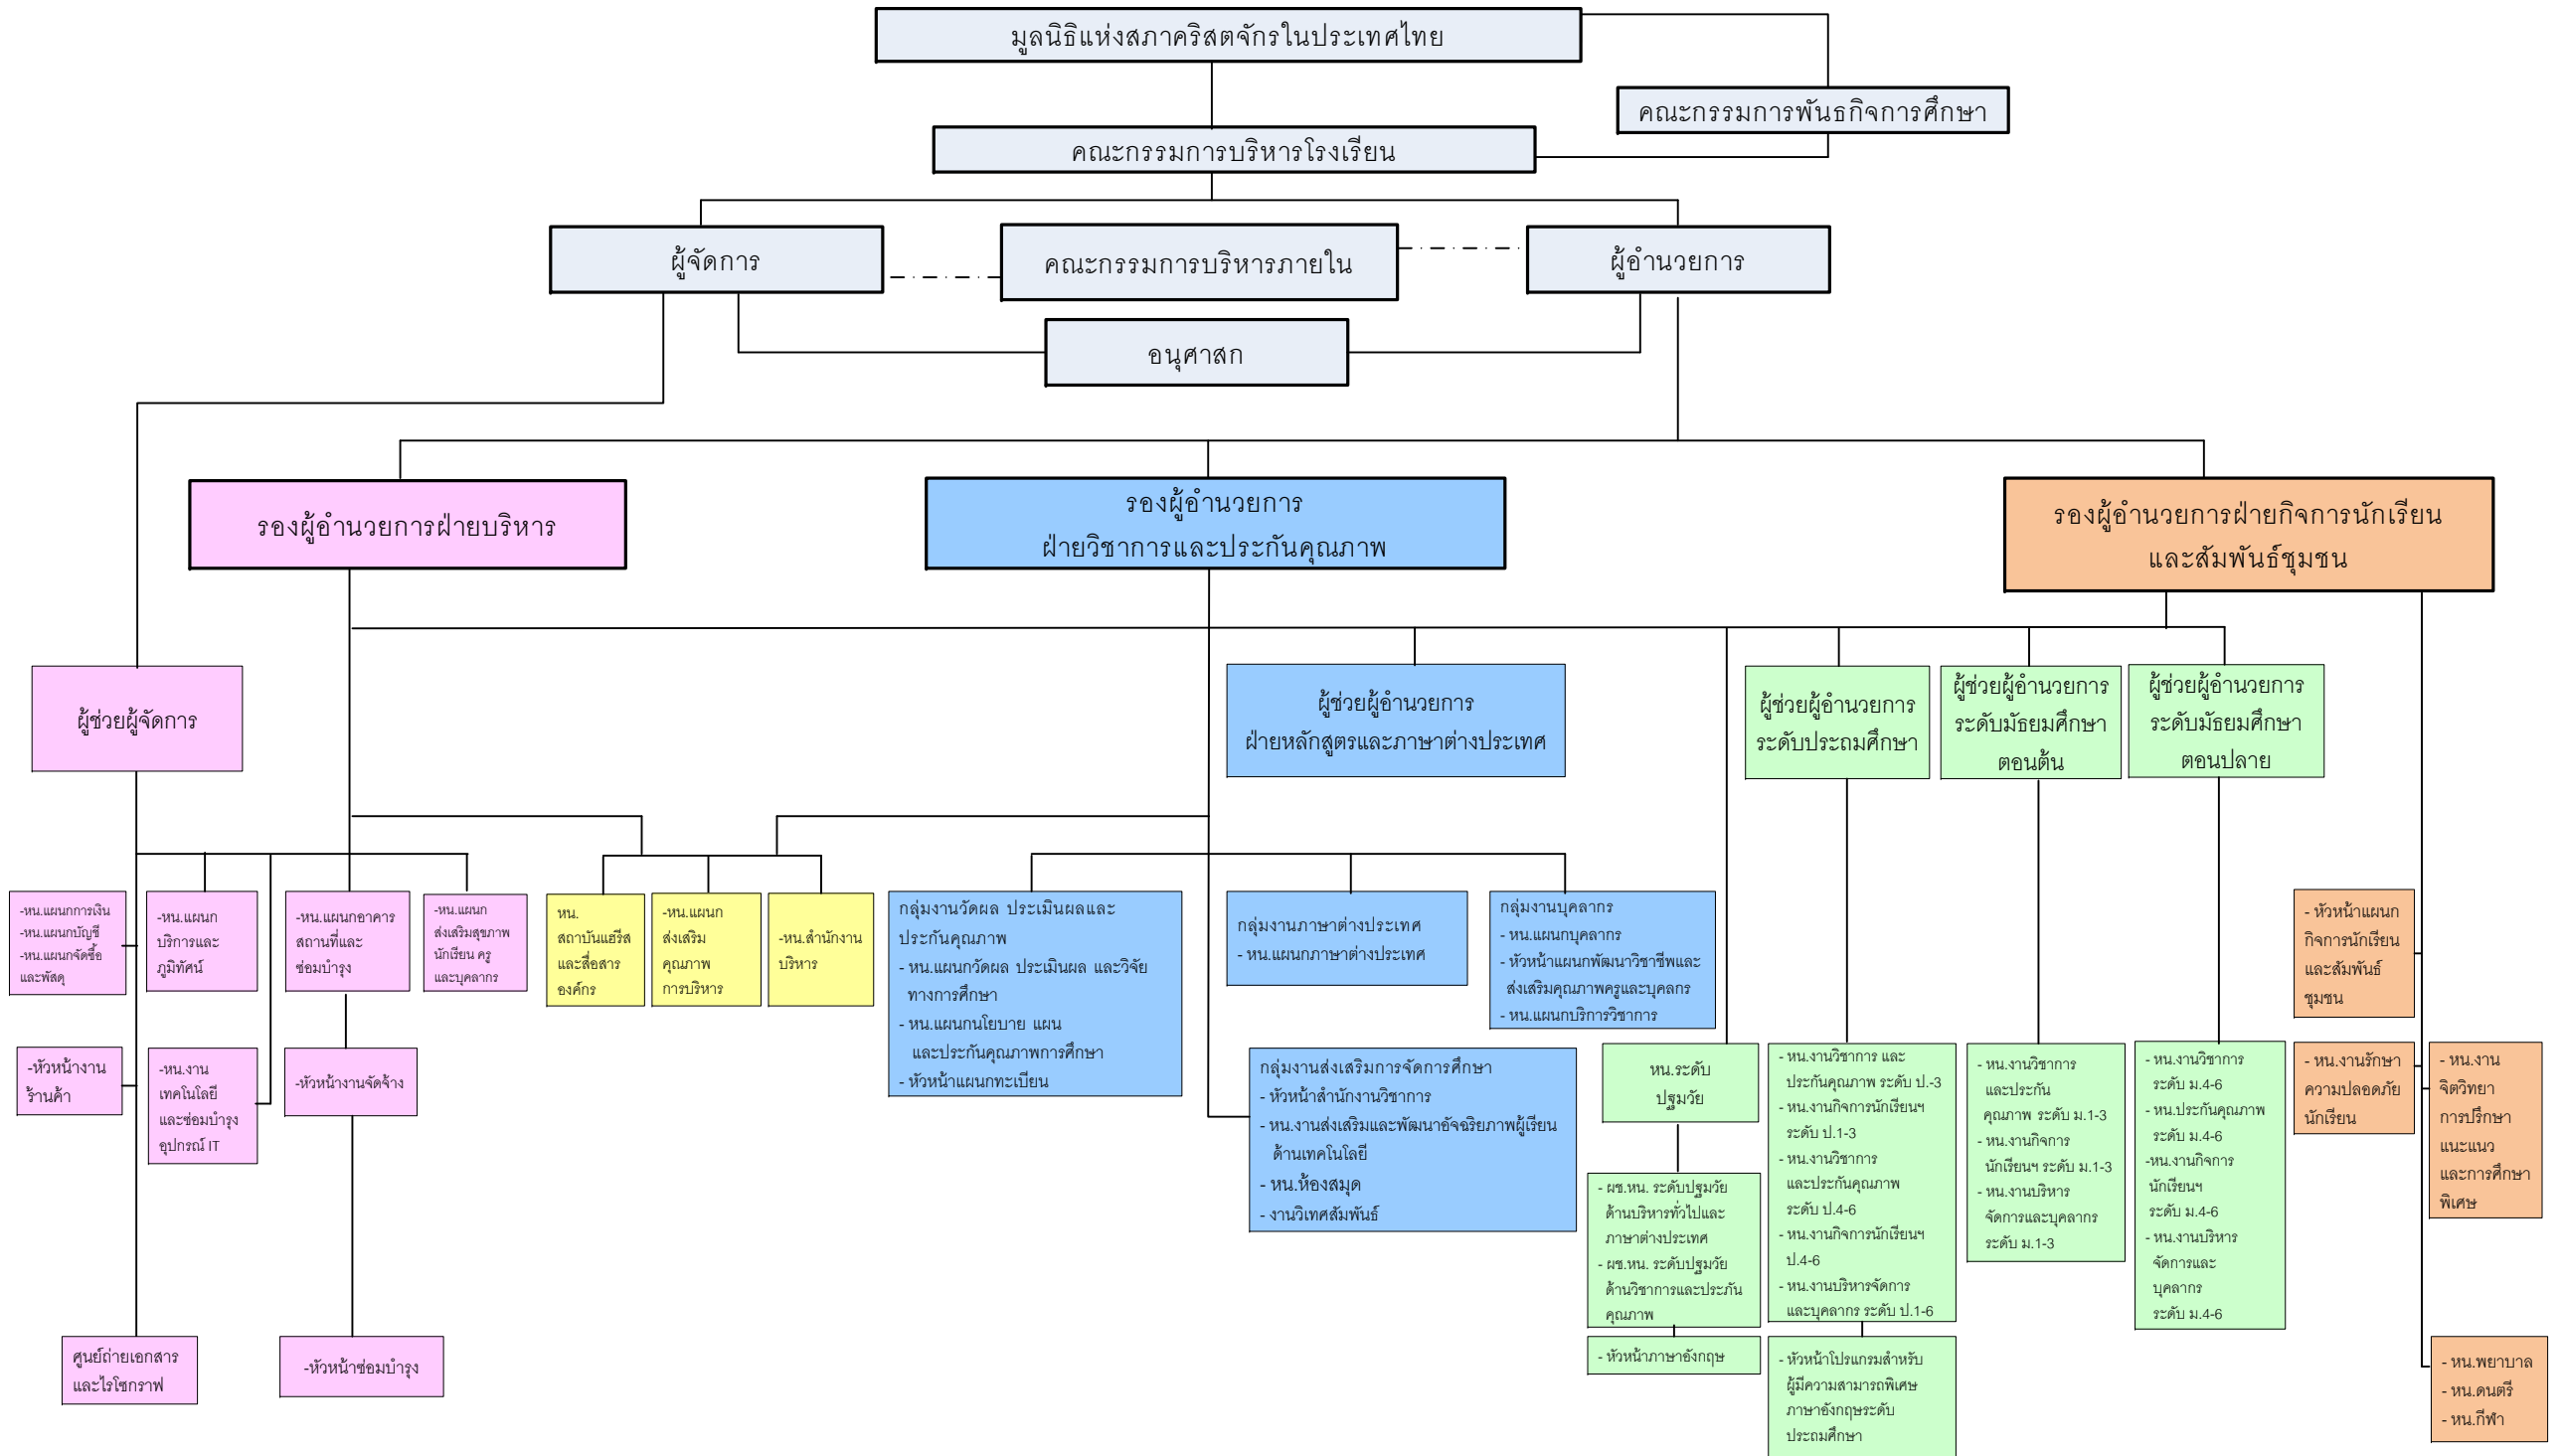 มูลนิธิแห่งสภาคริสตจักรในประเทศไทย
คณะกรรมการพันธกิจการศึกษา
คณะกรรมการบริหารโรงเรียน
ผู้จัดการ
คณะกรรมการบริหารภายใน
ผู้อำนวยการ
อนุศาสก
รองผู้อำนวยการฝ่ายบริหาร
รองผู้อำนวยการ
ฝ่ายวิชาการและประกันคุณภาพ
รองผู้อำนวยการฝ่ายกิจการนักเรียน
และสัมพันธ์ชุมชน
ผู้ช่วยผู้จัดการ
ผู้ช่วยผู้อำนวยการ
ฝ่ายหลักสูตรและภาษาต่างประเทศ
ผู้ช่วยผู้อำนวยการ
ระดับประถมศึกษา
ผู้ช่วยผู้อำนวยการ
ระดับมัธยมศึกษา
ตอนต้น
ผู้ช่วยผู้อำนวยการ
ระดับมัธยมศึกษา
ตอนปลาย
-หน.แผนกการเงิน
-หน.แผนกบัญชี
-หน.แผนกจัดซื้อ
และพัสดุ
-หน.แผนก
บริการและ
ภูมิทัศน์
-หน.แผนกอาคาร
สถานที่และ
ซ่อมบำรุง
-หน.แผนก
ส่งเสริมสุขภาพ
นักเรียน ครู
และบุคลากร
หน.
สถาบันแฮรีส
และสื่อสาร
องค์กร
-หน.แผนก
ส่งเสริม
คุณภาพ
การบริหาร
-หน.สำนักงาน
บริหาร
กลุ่มงานวัดผล ประเมินผลและ
ประกันคุณภาพ
- หน.แผนกวัดผล ประเมินผล และวิจัย
ทางการศึกษา
- หน.แผนกนโยบาย แผน
และประกันคุณภาพการศึกษา
- หัวหน้าแผนกทะเบียน
กลุ่มงานภาษาต่างประเทศ
- หน.แผนกภาษาต่างประเทศ
กลุ่มงานบุคลากร
- หน.แผนกบุคลากร
- หัวหน้าแผนกพัฒนาวิชาชีพและ
ส่งเสริมคุณภาพครูและบุคลกร
- หน.แผนกบริการวิชาการ
- หัวหน้าแผนก
กิจการนักเรียน
และสัมพันธ์
ชุมชน
-หัวหน้างาน
ร้านค้า
-หน.งาน
เทคโนโลยี
และซ่อมบำรุง
อุปกรณ์ IT
-หัวหน้างานจัดจ้าง
กลุ่มงานส่งเสริมการจัดการศึกษา
- หัวหน้าสำนักงานวิชาการ
- หน.งานส่งเสริมและพัฒนาอัจฉริยภาพผู้เรียน
ด้านเทคโนโลยี
- หน.ห้องสมุด
- งานวิเทศสัมพันธ์
หน.ระดับ
ปฐมวัย
- หน.งานวิชาการ และ
ประกันคุณภาพ ระดับ ป.-3
- หน.งานกิจการนักเรียนฯ
ระดับ ป.1-3
- หน.งานวิชาการ
และประกันคุณภาพ
ระดับ ป.4-6
- หน.งานกิจการนักเรียนฯ
ป.4-6
- หน.งานบริหารจัดการ
และบุคลากร ระดับ ป.1-6
- หน.งานวิชาการ
และประกัน
คุณภาพ ระดับ ม.1-3
- หน.งานกิจการ
นักเรียนฯ ระดับ ม.1-3
- หน.งานบริหาร
จัดการและบุคลากร
ระดับ ม.1-3
- หน.งานวิชาการ
ระดับ ม.4-6
- หน.ประกันคุณภาพ
ระดับ ม.4-6
-หน.งานกิจการ
นักเรียนฯ
ระดับ ม.4-6
- หน.งานบริหาร
จัดการและ
บุคลากร
ระดับ ม.4-6
- หน.งานรักษา
ความปลอดภัย
นักเรียน
- หน.งาน
จิตวิทยา
การปรึกษา
แนะแนว
และการศึกษา
พิเศษ
- ผช.หน. ระดับปฐมวัย
ด้านบริหารทั่วไปและ
ภาษาต่างประเทศ
- ผช.หน. ระดับปฐมวัย
ด้านวิชาการและประกัน
คุณภาพ
ศูนย์ถ่ายเอกสาร
และไรโซกราฟ
-หัวหน้าซ่อมบำรุง
- หัวหน้าภาษาอังกฤษ
- หัวหน้าโปรแกรมสำหรับ
ผู้มีความสามารถพิเศษ
ภาษาอังกฤษระดับ
ประถมศึกษา
- หน.พยาบาล
- หน.ดนตรี
- หน.กีฬา